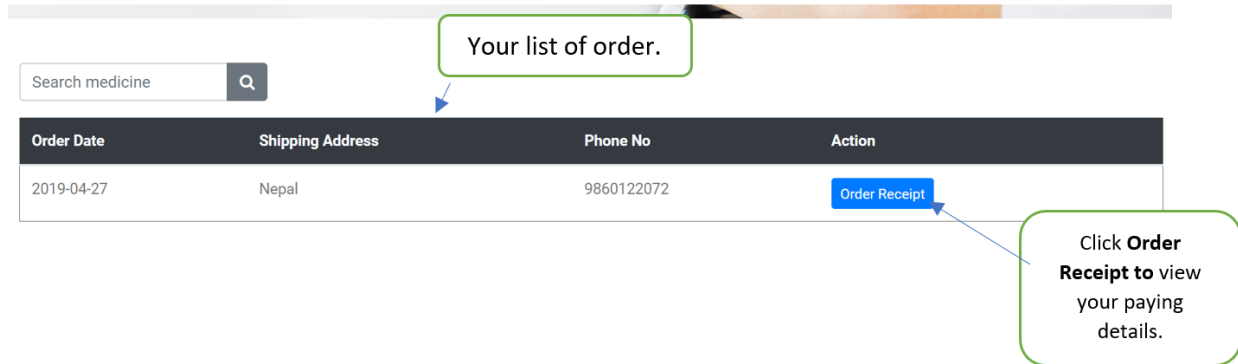 Your list of order.
Search medicine
Order Date Shipping Address Phone No Action
2019-04-27 Nepal 9860122072 Order Receipt
Click Order
Receipt to view
your paying
details.